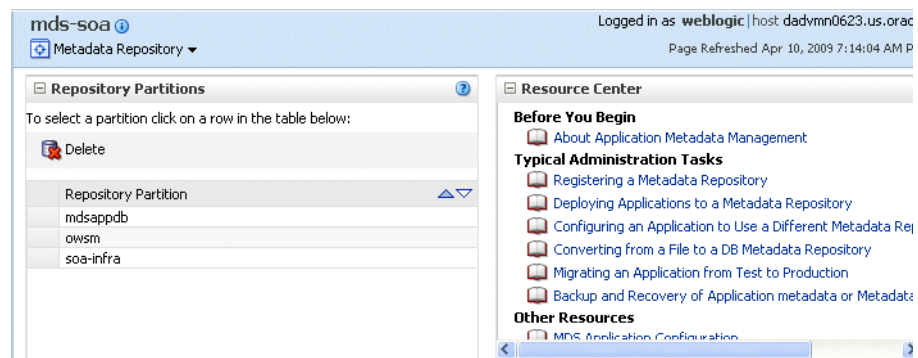 mds-soa
Logged in as weblogic|host dadvmn0623.us.orac
Metadata Repository
Page Refreshed Apr 10, 2009 7:14:04 AM P
Repository Partitions
To select a partition click on a row in the table below:
Delete
Repository Partition
mdsappdb
owsm
soa-infra
Resource Center
Before You Begin
About Application Metadata Management
Typical Administration Tasks
Registering a Metadata Repository
Deploying Applications to a Metadata Repository
Configuring an Application to Use a Different Metadata Rep
Converting from a File to a DB Metadata Repository
Migrating an Application from Test to Production
Backup and Recovery of Application metadata or Metadata
Other Resources
MDS Application Configuration